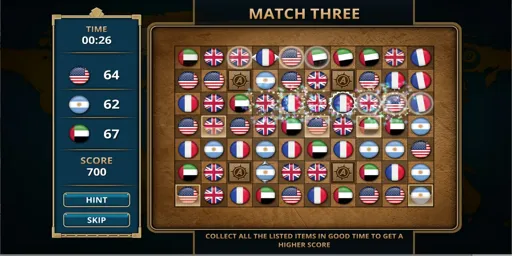 MATCH THREE
TIME
00:26
64
62
67
SCORE
700
HINT
SKIP
COLLECT ALL THE LISTED ITEMS IN GOOD TIME TO GET A
HIGHER SCORE